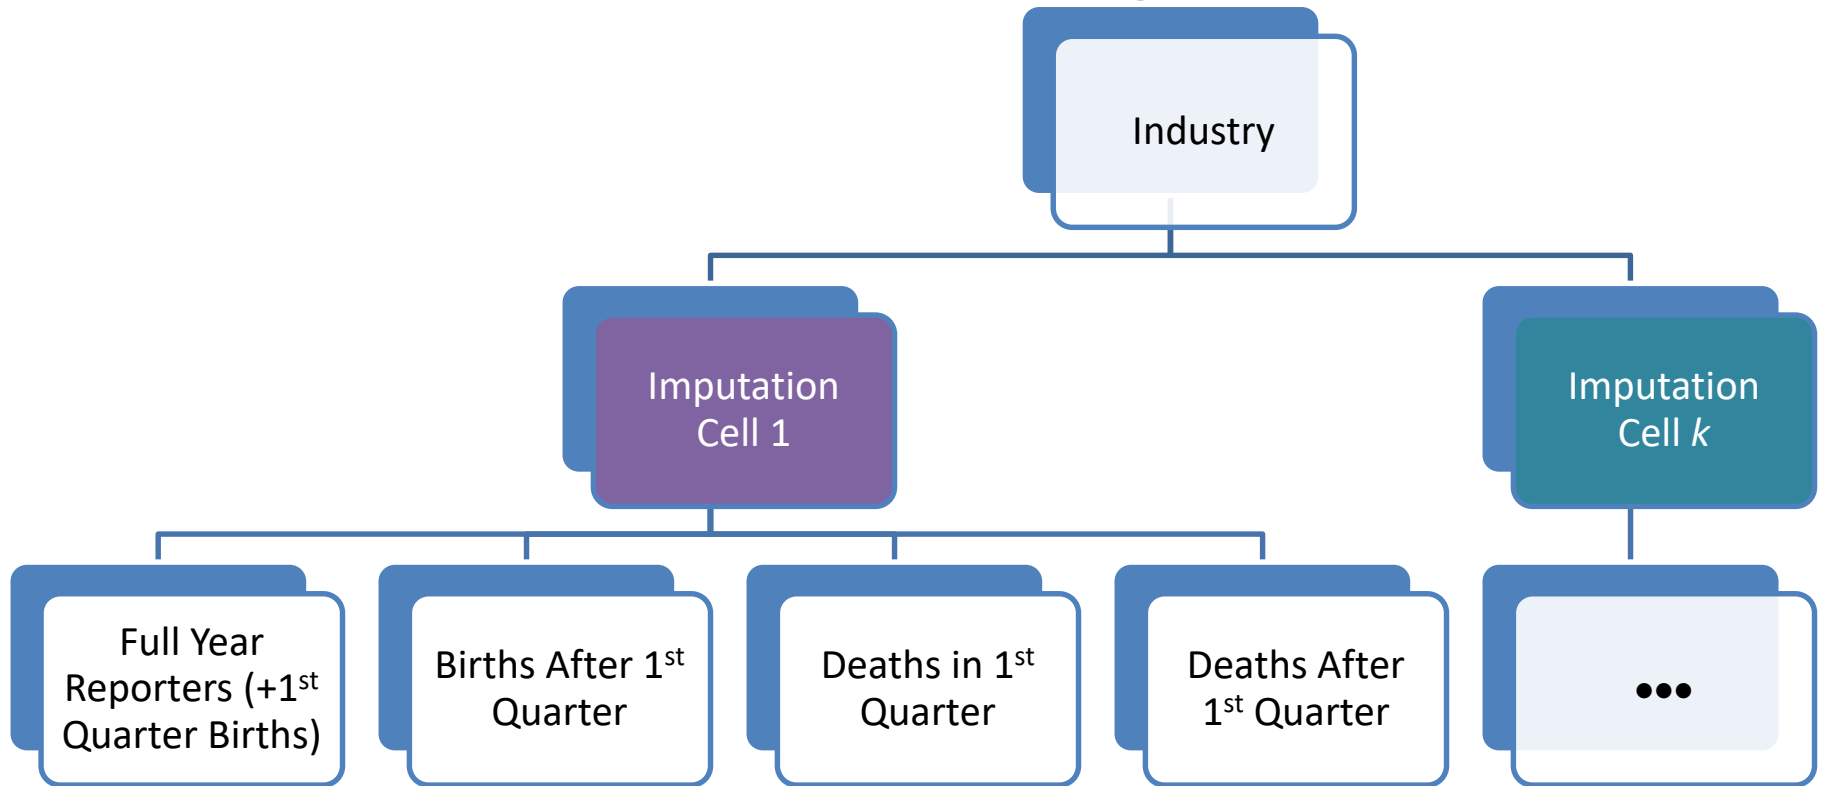 Industry
Imputation
Cell 1
Imputation
Cell k
Full Year
Reporters (+1st
Quarter Births)
Births After 1st
Quarter
Deaths in 1st
Quarter
Deaths After
1st Quarter
•••